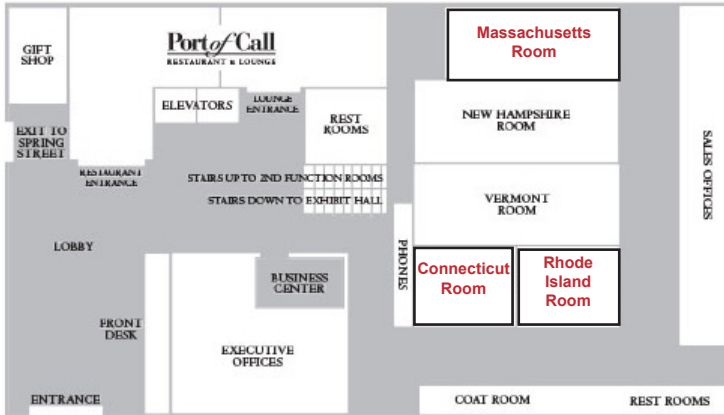 GIFT
SHOP
Port of Call
RESTAURANT & LOUNGE
Massachusetts
Room
ELEVATORS
LOUNGE
ENTRANCE
REST
ROOMS
NEW HAMPSHIRE
ROOM
EXIT TO
SPRING
STREET
RESTAURANT
ENTRANCE
STAIRS UP TO 2ND FUNCTION ROOMS
STAIRS DOWN TO EXHIBIT HALL
VERMONT
ROOM
SALES OFFICES
LOBBY
PHONES
BUSINESS
CENTER
Connecticut
Room
Rhode
Island
Room
FRONT
DESK
EXECUTIVE
OFFICES
ENTRANCE
COAT ROOM
REST ROOMS